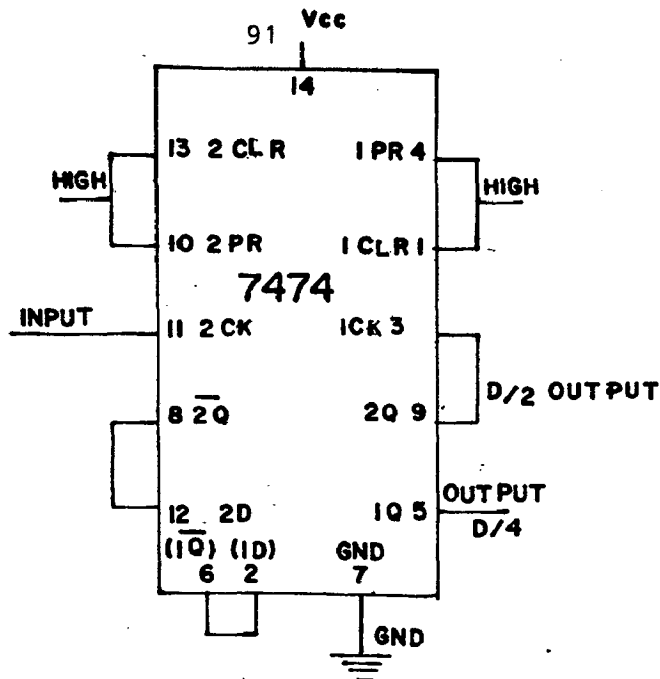 91 Vcc
14
13 2 CLR 1 PR 4
HIGH HIGH
10 2 PR 1 CLR 1
7474
INPUT
11 2 CK 1CK 3
D/2 OUTPUT
8 2Q̅ 2Q 9
OUTPUT
12 2D 1Q 5
D/4
(1Q̅) (1D) GND
6 2 7
GND